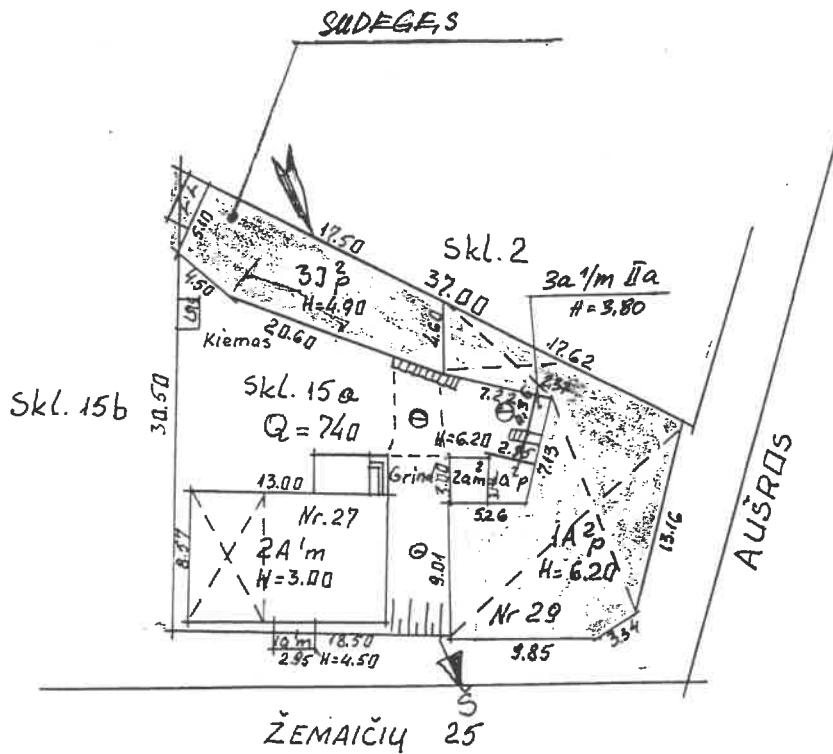 SUDEGĘS
17.50
Skl. 2
37.00
3a 1/m IIa
H = 3.80
17.62
5.10
4.50
3J 2/p
H=4.90
4.60
20.60
Kiemas
7.22
Skl. 15b
30.50
Skl. 15a
Q = 740
H=6.20
2.85
7.13
Grind
3.00
2am 2
a 2/p
5.26
13.00
Nr. 27
2A 1/m
H = 3.00
8.57
9.01
1A 2/p
H=6.20
Nr 29
13.16
AUŠROS
3.34
9.85
1a 1/m
18.50
2.95
H=4.50
Š
ŽEMAIČIŲ 25